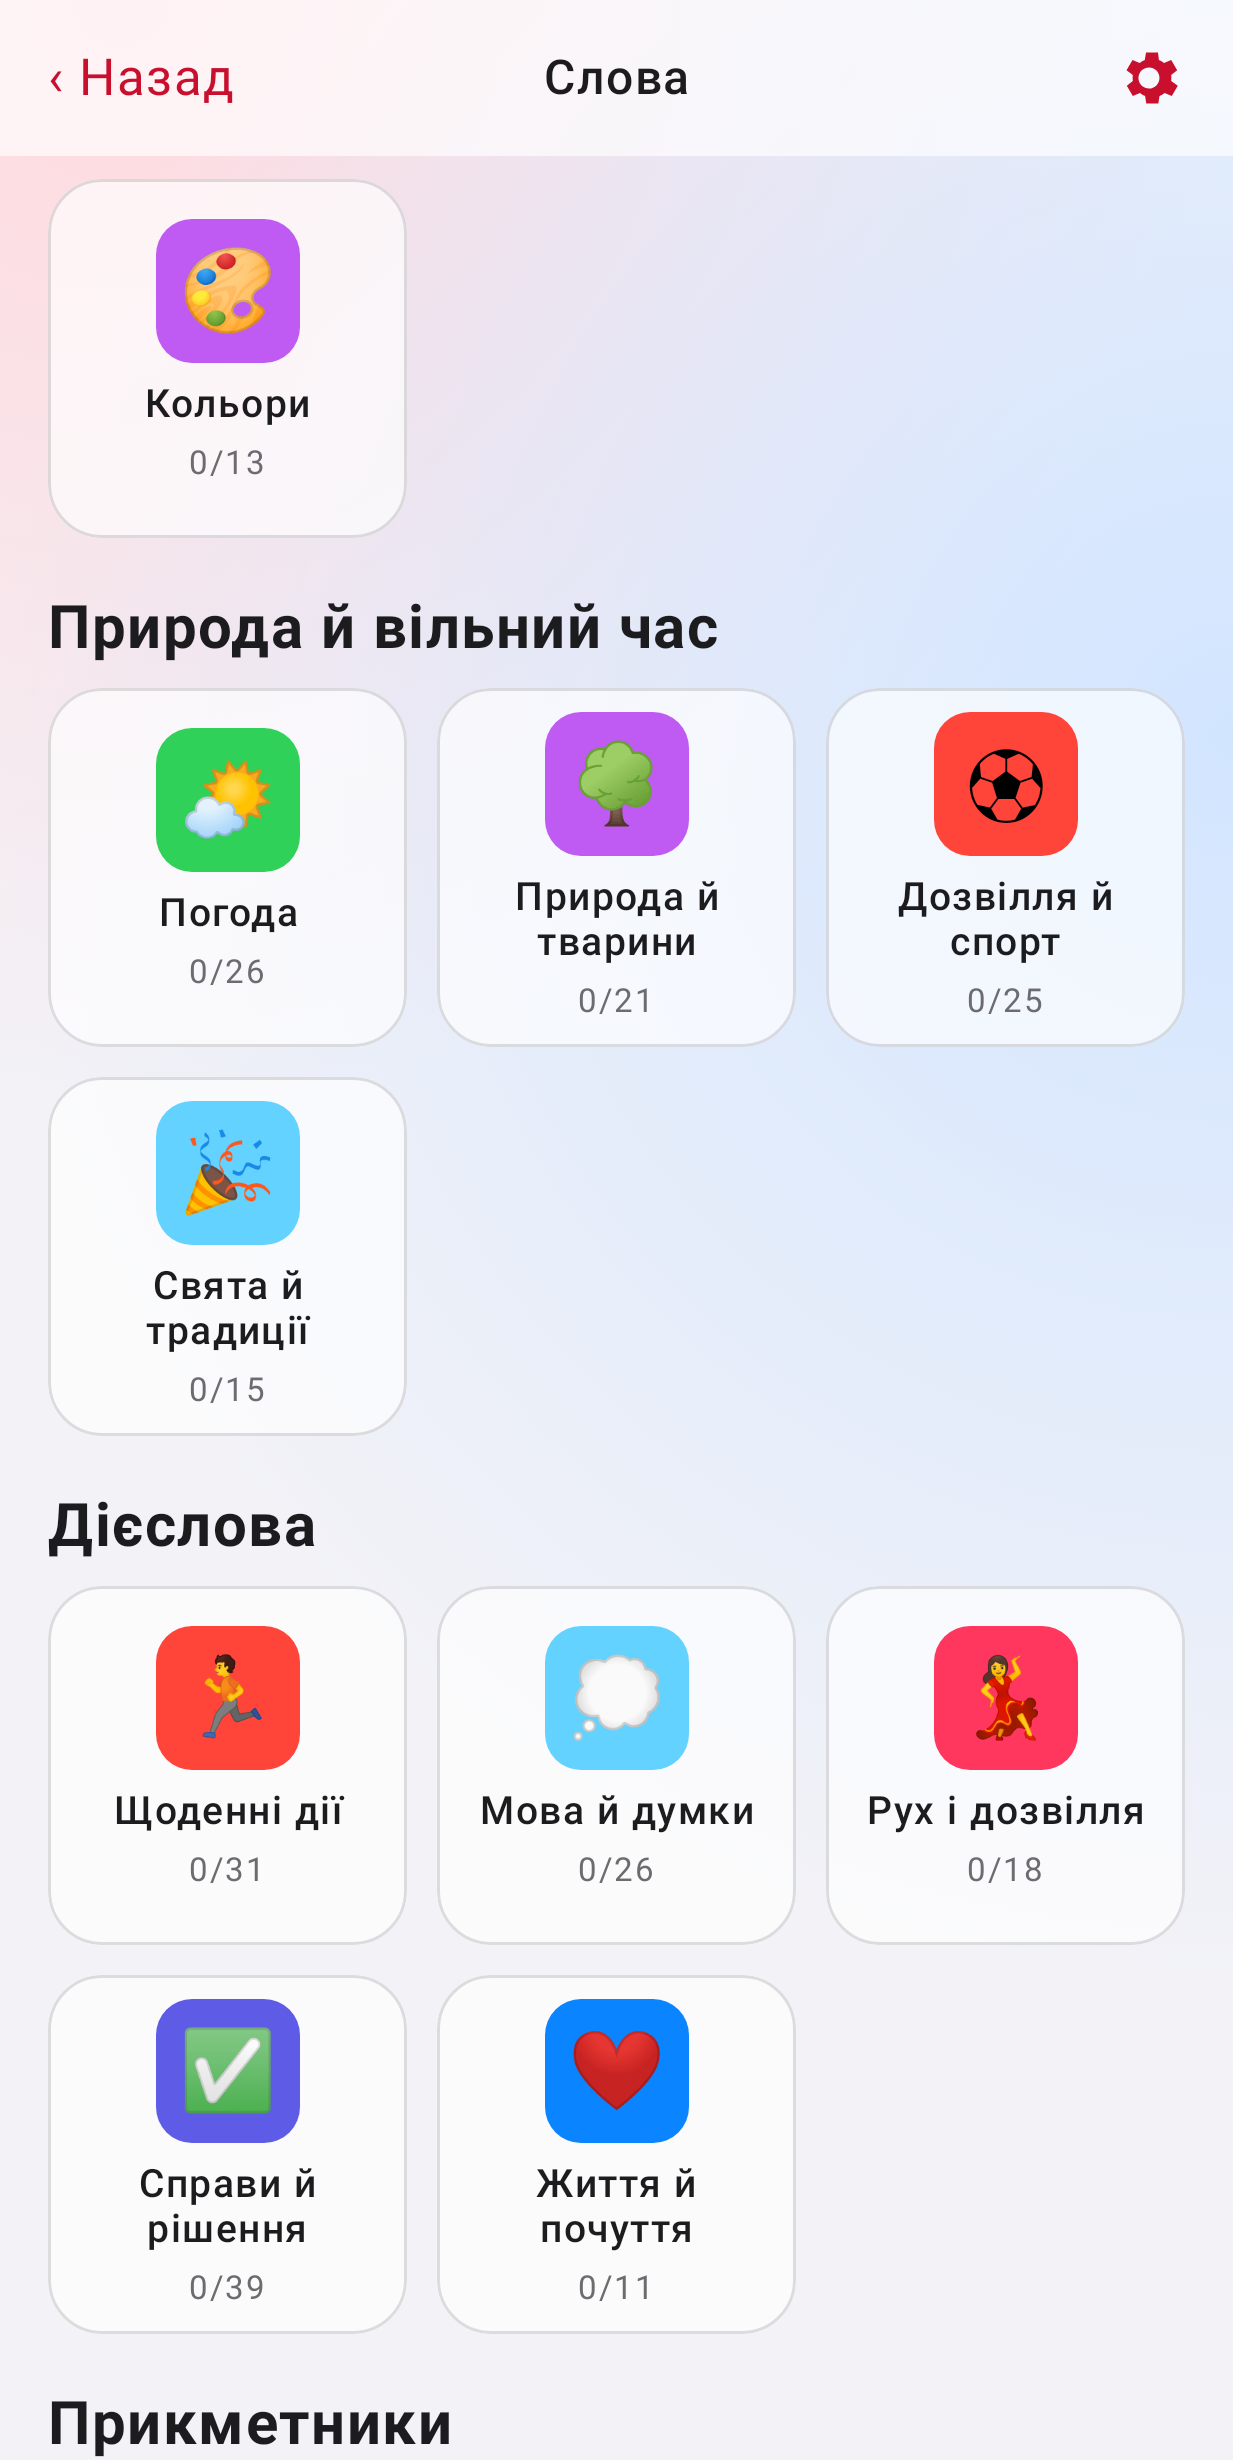 ‹ Назад
Слова
Кольори
0/13
Природа й вільний час
Погода
0/26
Природа й
тварини
0/21
Дозвілля й
спорт
0/25
Свята й
традиції
0/15
Дієслова
Щоденні дії
0/31
Мова й думки
0/26
Рух і дозвілля
0/18
Справи й
рішення
0/39
Життя й
почуття
0/11
Прикметники